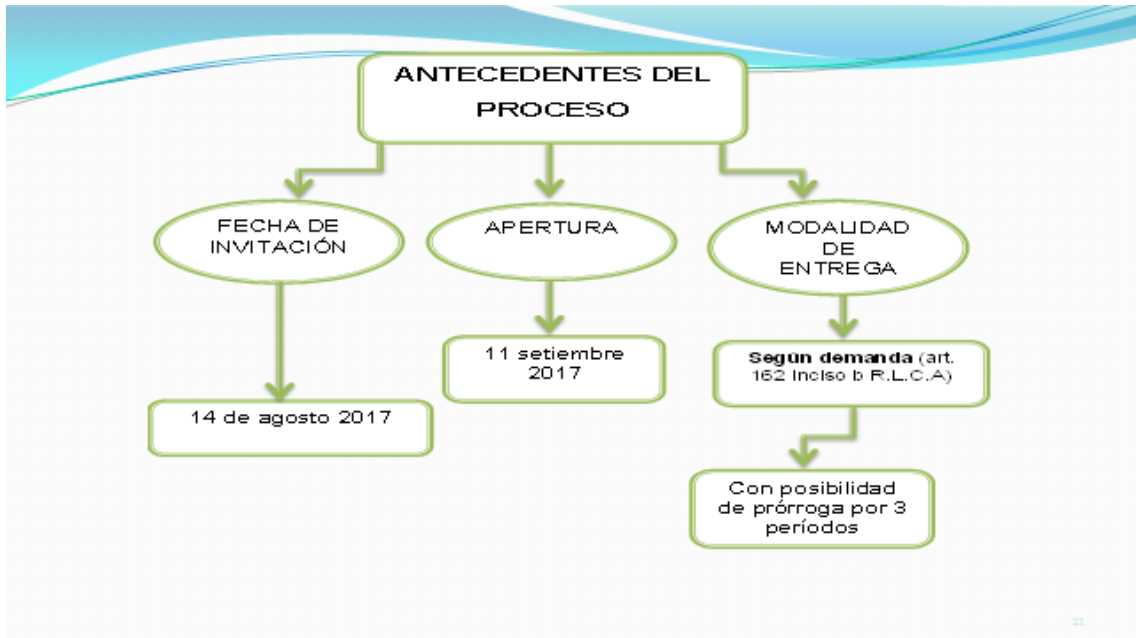 ANTECEDENTES DEL
PROCESO
FECHA DE
INVITACIÓN
APERTURA
MODALIDAD
DE
ENTREGA
14 de agosto 2017
11 setiembre
2017
Según demanda (art.
162 inciso b R.L.C.A)
Con posibilidad
de prórroga por 3
períodos
21